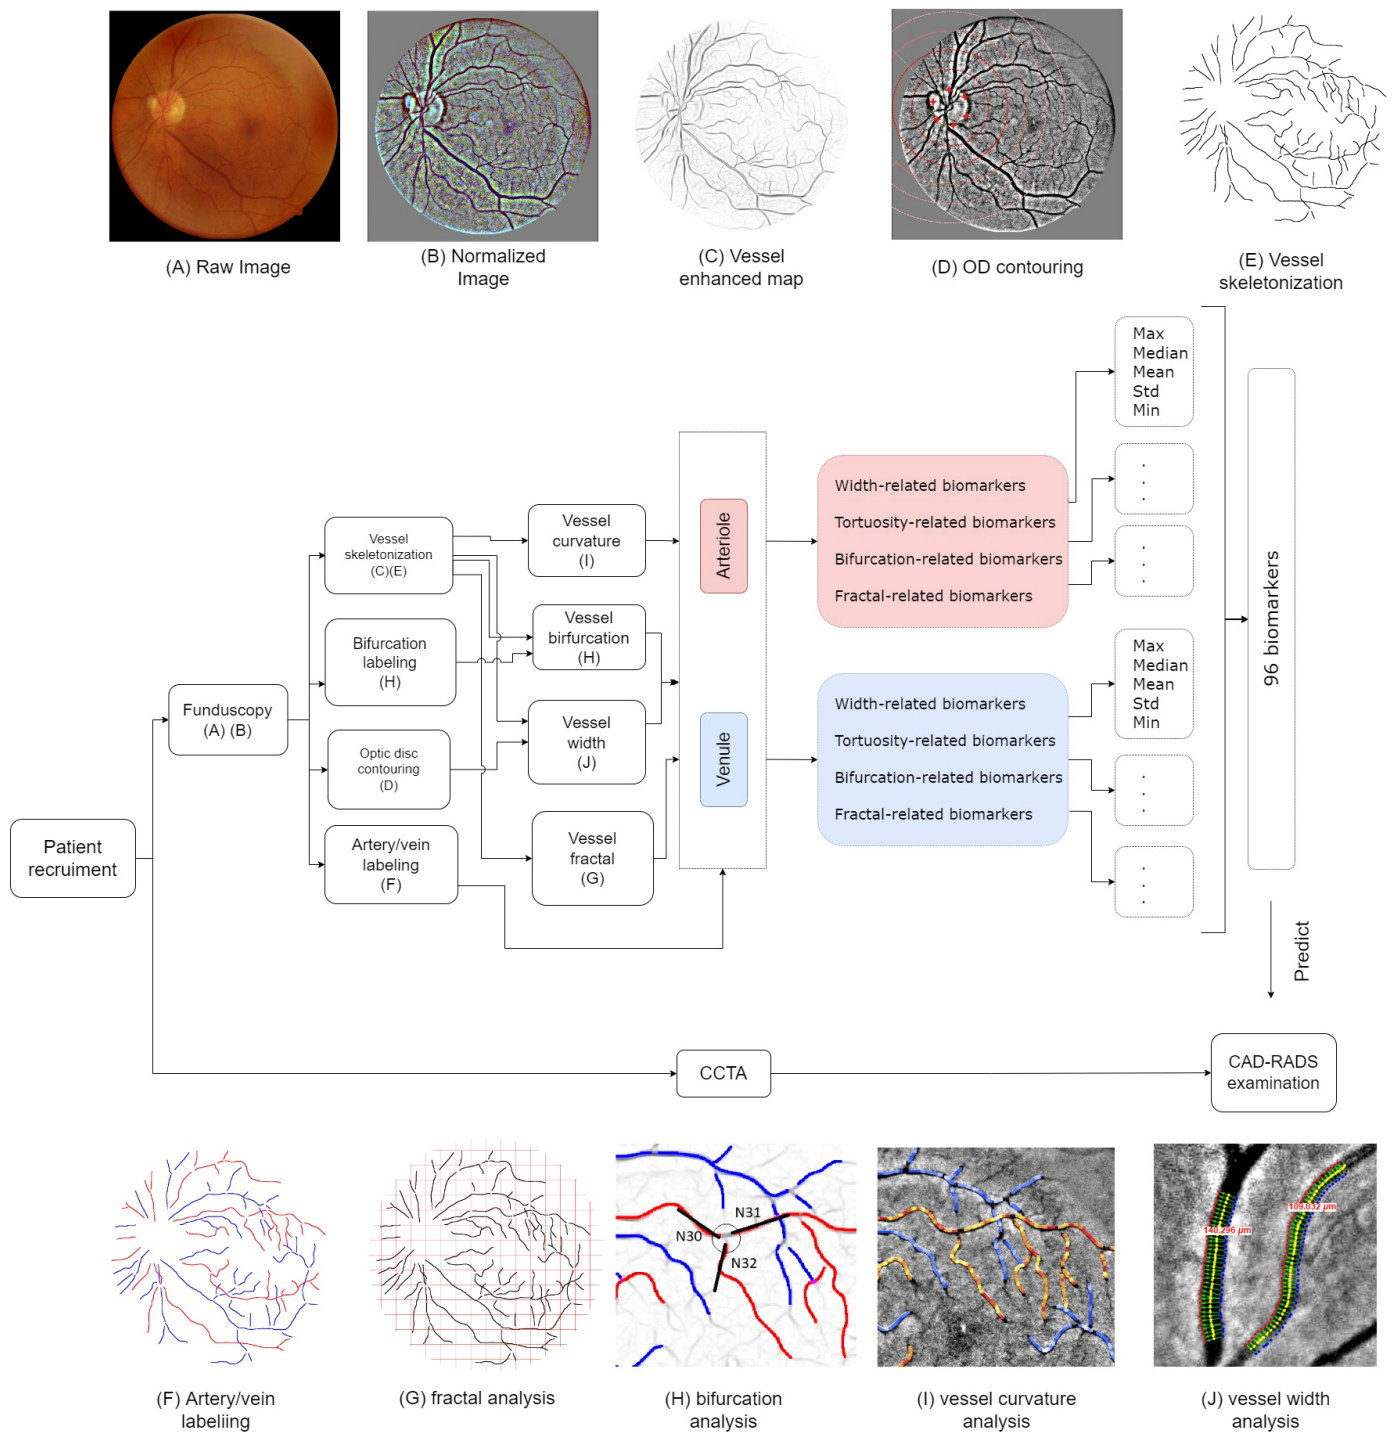 (A) Raw Image
(B) Normalized
Image
(C) Vessel
enhanced map
(D) OD contouring
(E) Vessel
skeletonization
Max
Median
Mean
Std
Min
.
.
.
.
.
.
Width-related biomarkers
Tortuosity-related biomarkers
Bifurcation-related biomarkers
Fractal-related biomarkers
Arteriole
Vessel
skeletonization
(C)(E)
Vessel
curvature
(I)
Bifurcation
labeling
(H)
Vessel
birfurcation
(H)
Funduscopy
(A) (B)
Optic disc
contouring
(D)
Vessel
width
(J)
Venule
Width-related biomarkers
Tortuosity-related biomarkers
Bifurcation-related biomarkers
Fractal-related biomarkers
Max
Median
Mean
Std
Min
.
.
.
.
.
.
96 biomarkers
Patient
recruiment
Artery/vein
labeling
(F)
Vessel
fractal
(G)
Predict
CCTA
CAD-RADS
examination
N31
N30
N32
140.296 µm
109.032 µm
(F) Artery/vein
labeliing
(G) fractal analysis
(H) bifurcation
analysis
(I) vessel curvature
analysis
(J) vessel width
analysis